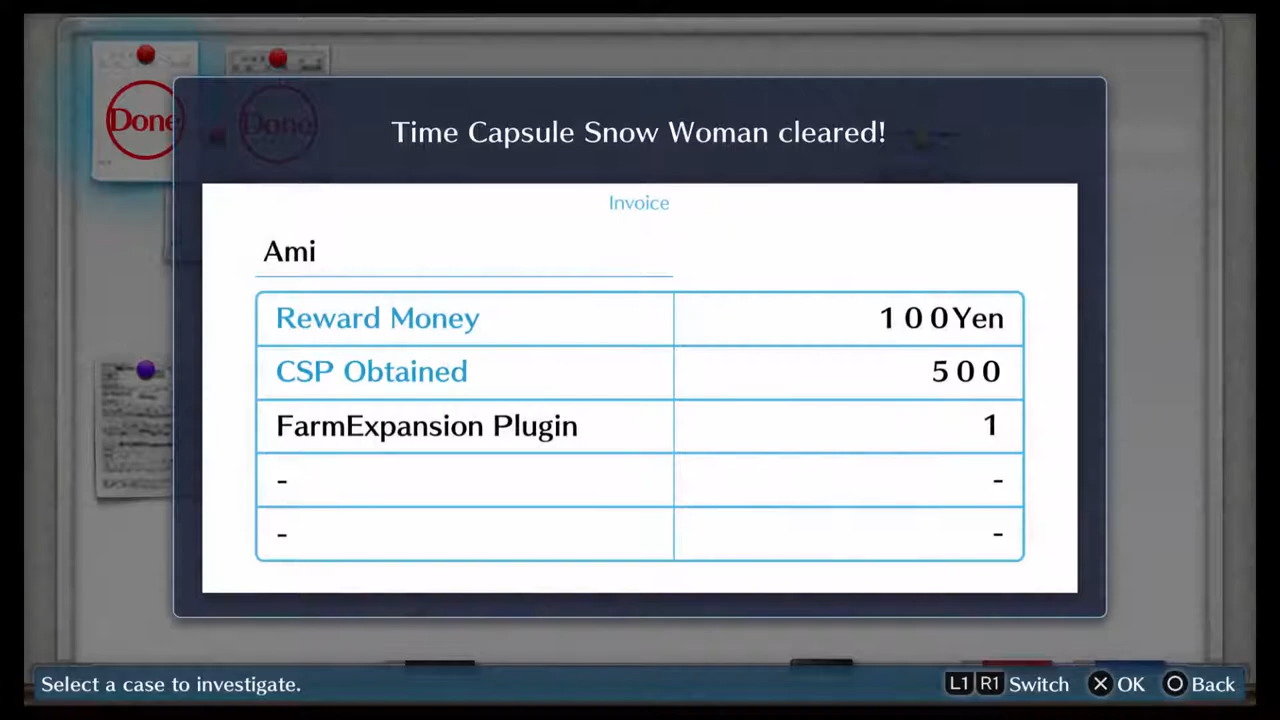 Done
Done
Time Capsule Snow Woman cleared!
Invoice
Ami
Reward Money 100Yen
CSP Obtained 500
FarmExpansion Plugin 1
- -
- -
Select a case to investigate. L1 R1 Switch OK Back